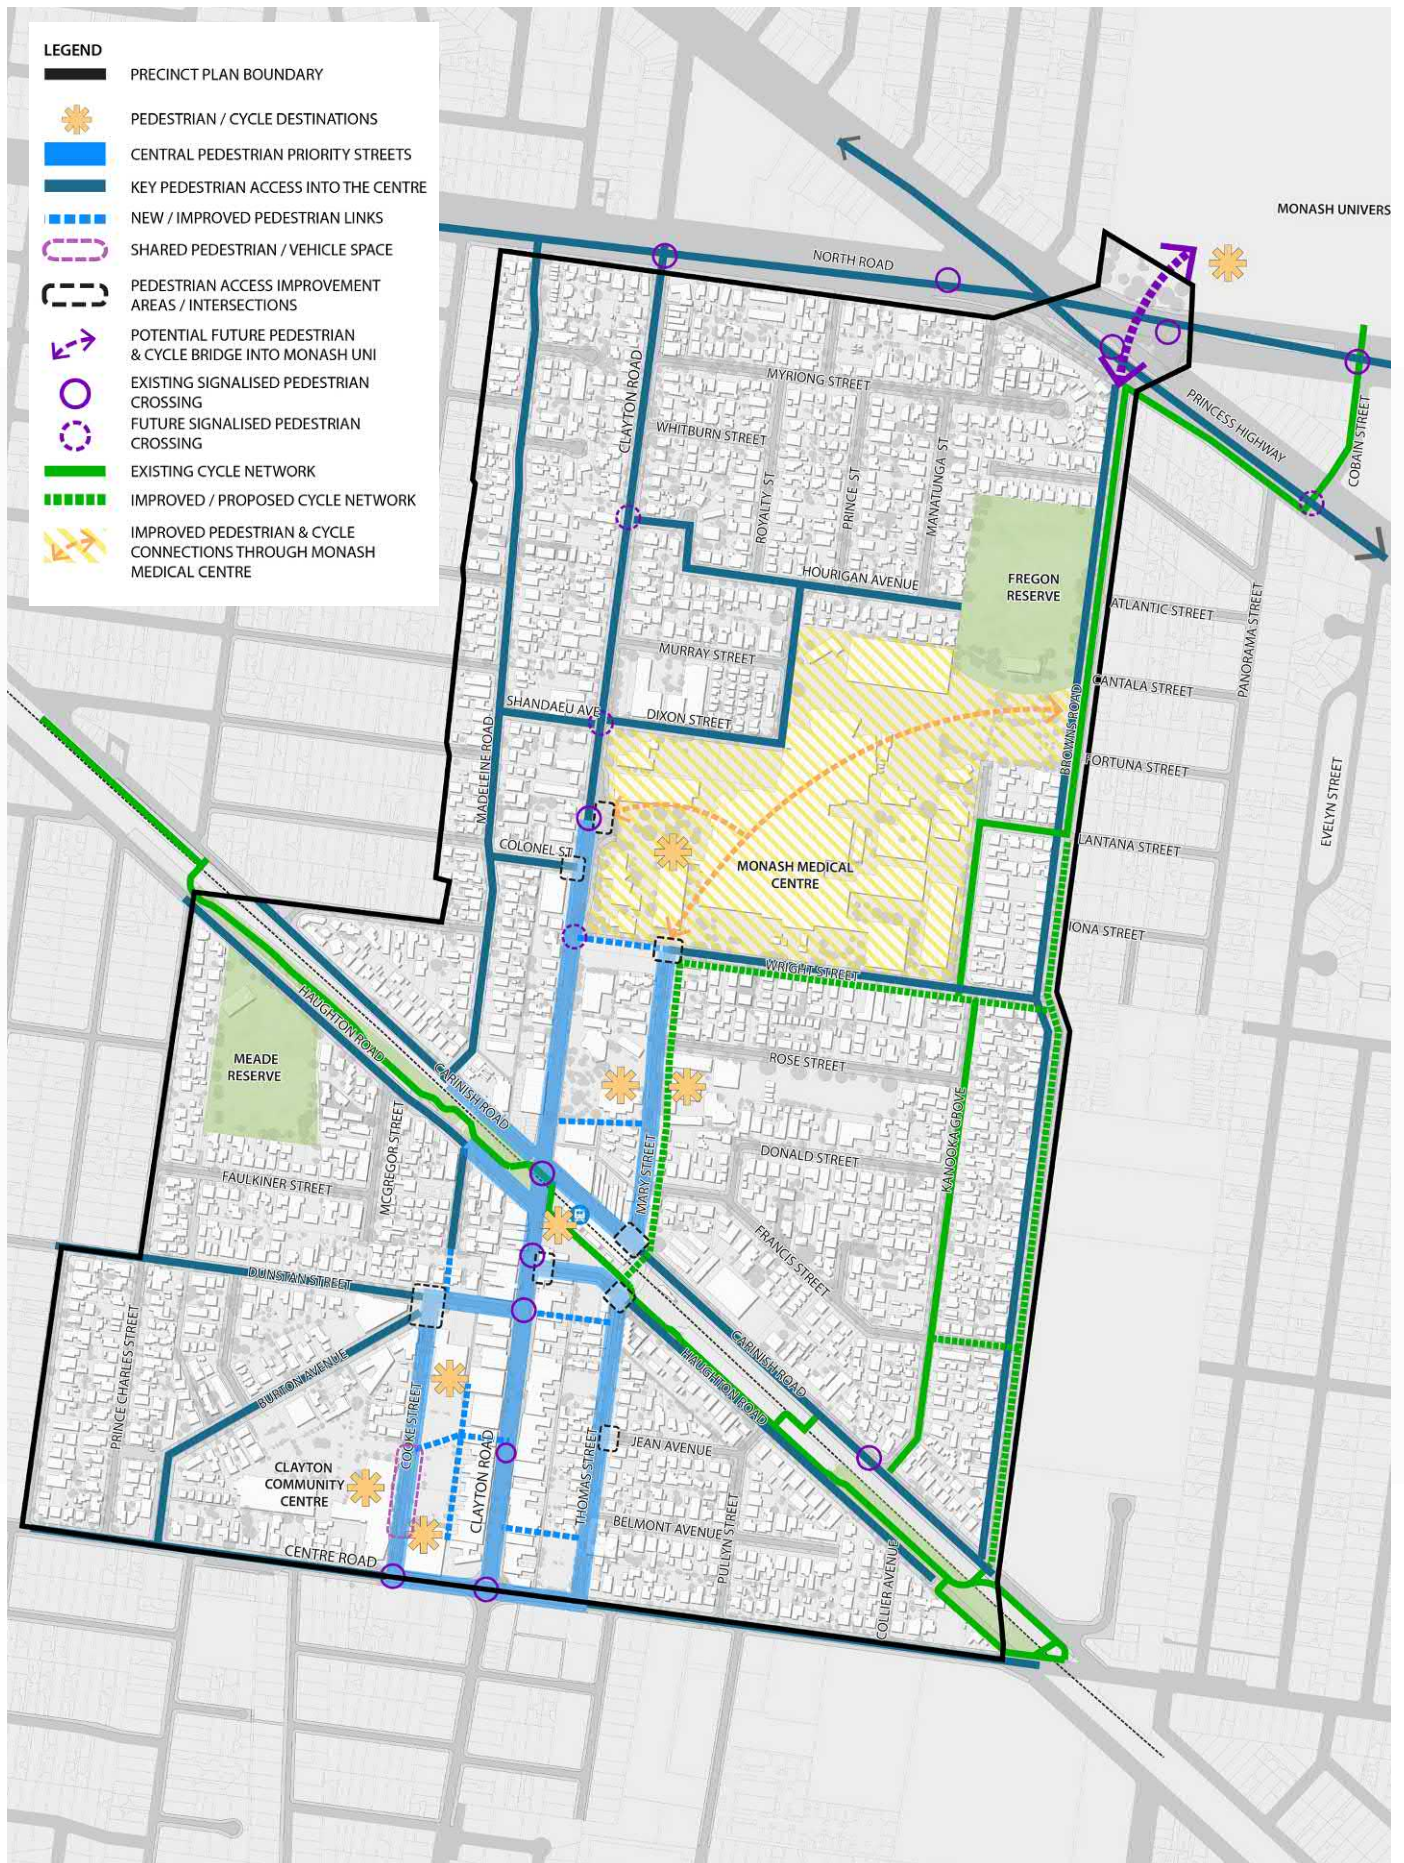 LEGEND
PRECINCT PLAN BOUNDARY
PEDESTRIAN / CYCLE DESTINATIONS
CENTRAL PEDESTRIAN PRIORITY STREETS
KEY PEDESTRIAN ACCESS INTO THE CENTRE
NEW / IMPROVED PEDESTRIAN LINKS
SHARED PEDESTRIAN / VEHICLE SPACE
PEDESTRIAN ACCESS IMPROVEMENT
AREAS / INTERSECTIONS
POTENTIAL FUTURE PEDESTRIAN
& CYCLE BRIDGE INTO MONASH UNI
EXISTING SIGNALISED PEDESTRIAN
CROSSING
FUTURE SIGNALISED PEDESTRIAN
CROSSING
EXISTING CYCLE NETWORK
IMPROVED / PROPOSED CYCLE NETWORK
IMPROVED PEDESTRIAN & CYCLE
CONNECTIONS THROUGH MONASH
MEDICAL CENTRE
MONASH UNIVERS
NORTH ROAD
MYRIONG STREET
CLAYTON ROAD
WHITBURN STREET
PRINCESS HIGHWAY
COBAIN STREET
ROYALTY ST
PRINCE ST
MANATUNGA ST
HOURIGAN AVENUE
FREGON
RESERVE
ATLANTIC STREET
PANORAMA STREET
MURRAY STREET
CANTALA STREET
SHANDAEU AVE
DIXON STREET
BROWNS ROAD
MADELEINE ROAD
FORTUNA STREET
EVELYN STREET
COLONEL ST
LANTANA STREET
MONASH MEDICAL
CENTRE
IONA STREET
WRIGHT STREET
HAUGHTON ROAD
MEADE
RESERVE
CARINISH ROAD
ROSE STREET
MCGREGOR STREET
KANOOKA GROVE
DONALD STREET
MARY STREET
FAULKINER STREET
FRANCIS STREET
DUNSTAN STREET
PRINCE CHARLES STREET
CARINISH ROAD
BURTON AVENUE
HAUGHTON ROAD
COOKE STREET
CLAYTON ROAD
THOMAS STREET
JEAN AVENUE
CLAYTON
COMMUNITY
CENTRE
BELMONT AVENUE
PULLYN STREET
CENTRE ROAD
COLLIER AVENUE